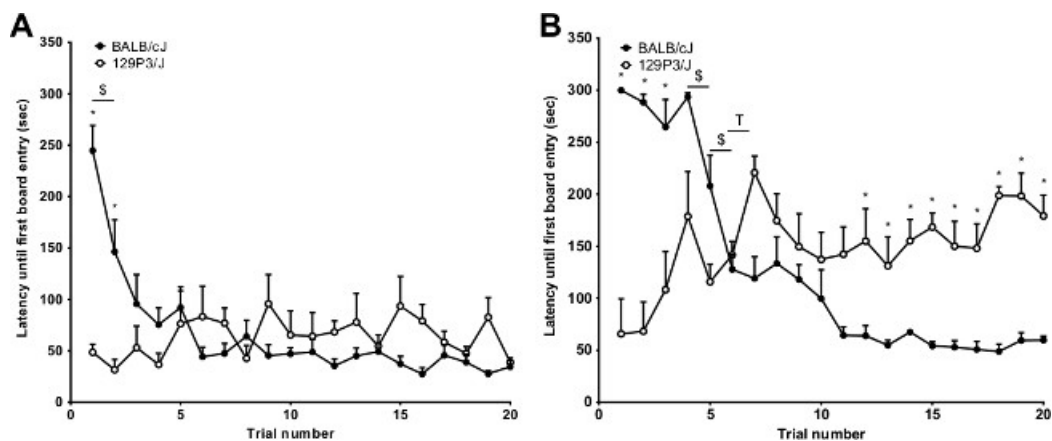 A
BALB/cJ
129P3/J
$
*
*
Latency until first board entry (sec)
350
300
250
200
150
100
50
0
0 5 10 15 20
Trial number
B
BALB/cJ
129P3/J
* * * $
$ T
* * * * * * * * *
Latency until first board entry (sec)
350
300
250
200
150
100
50
0
0 5 10 15 20
Trial number